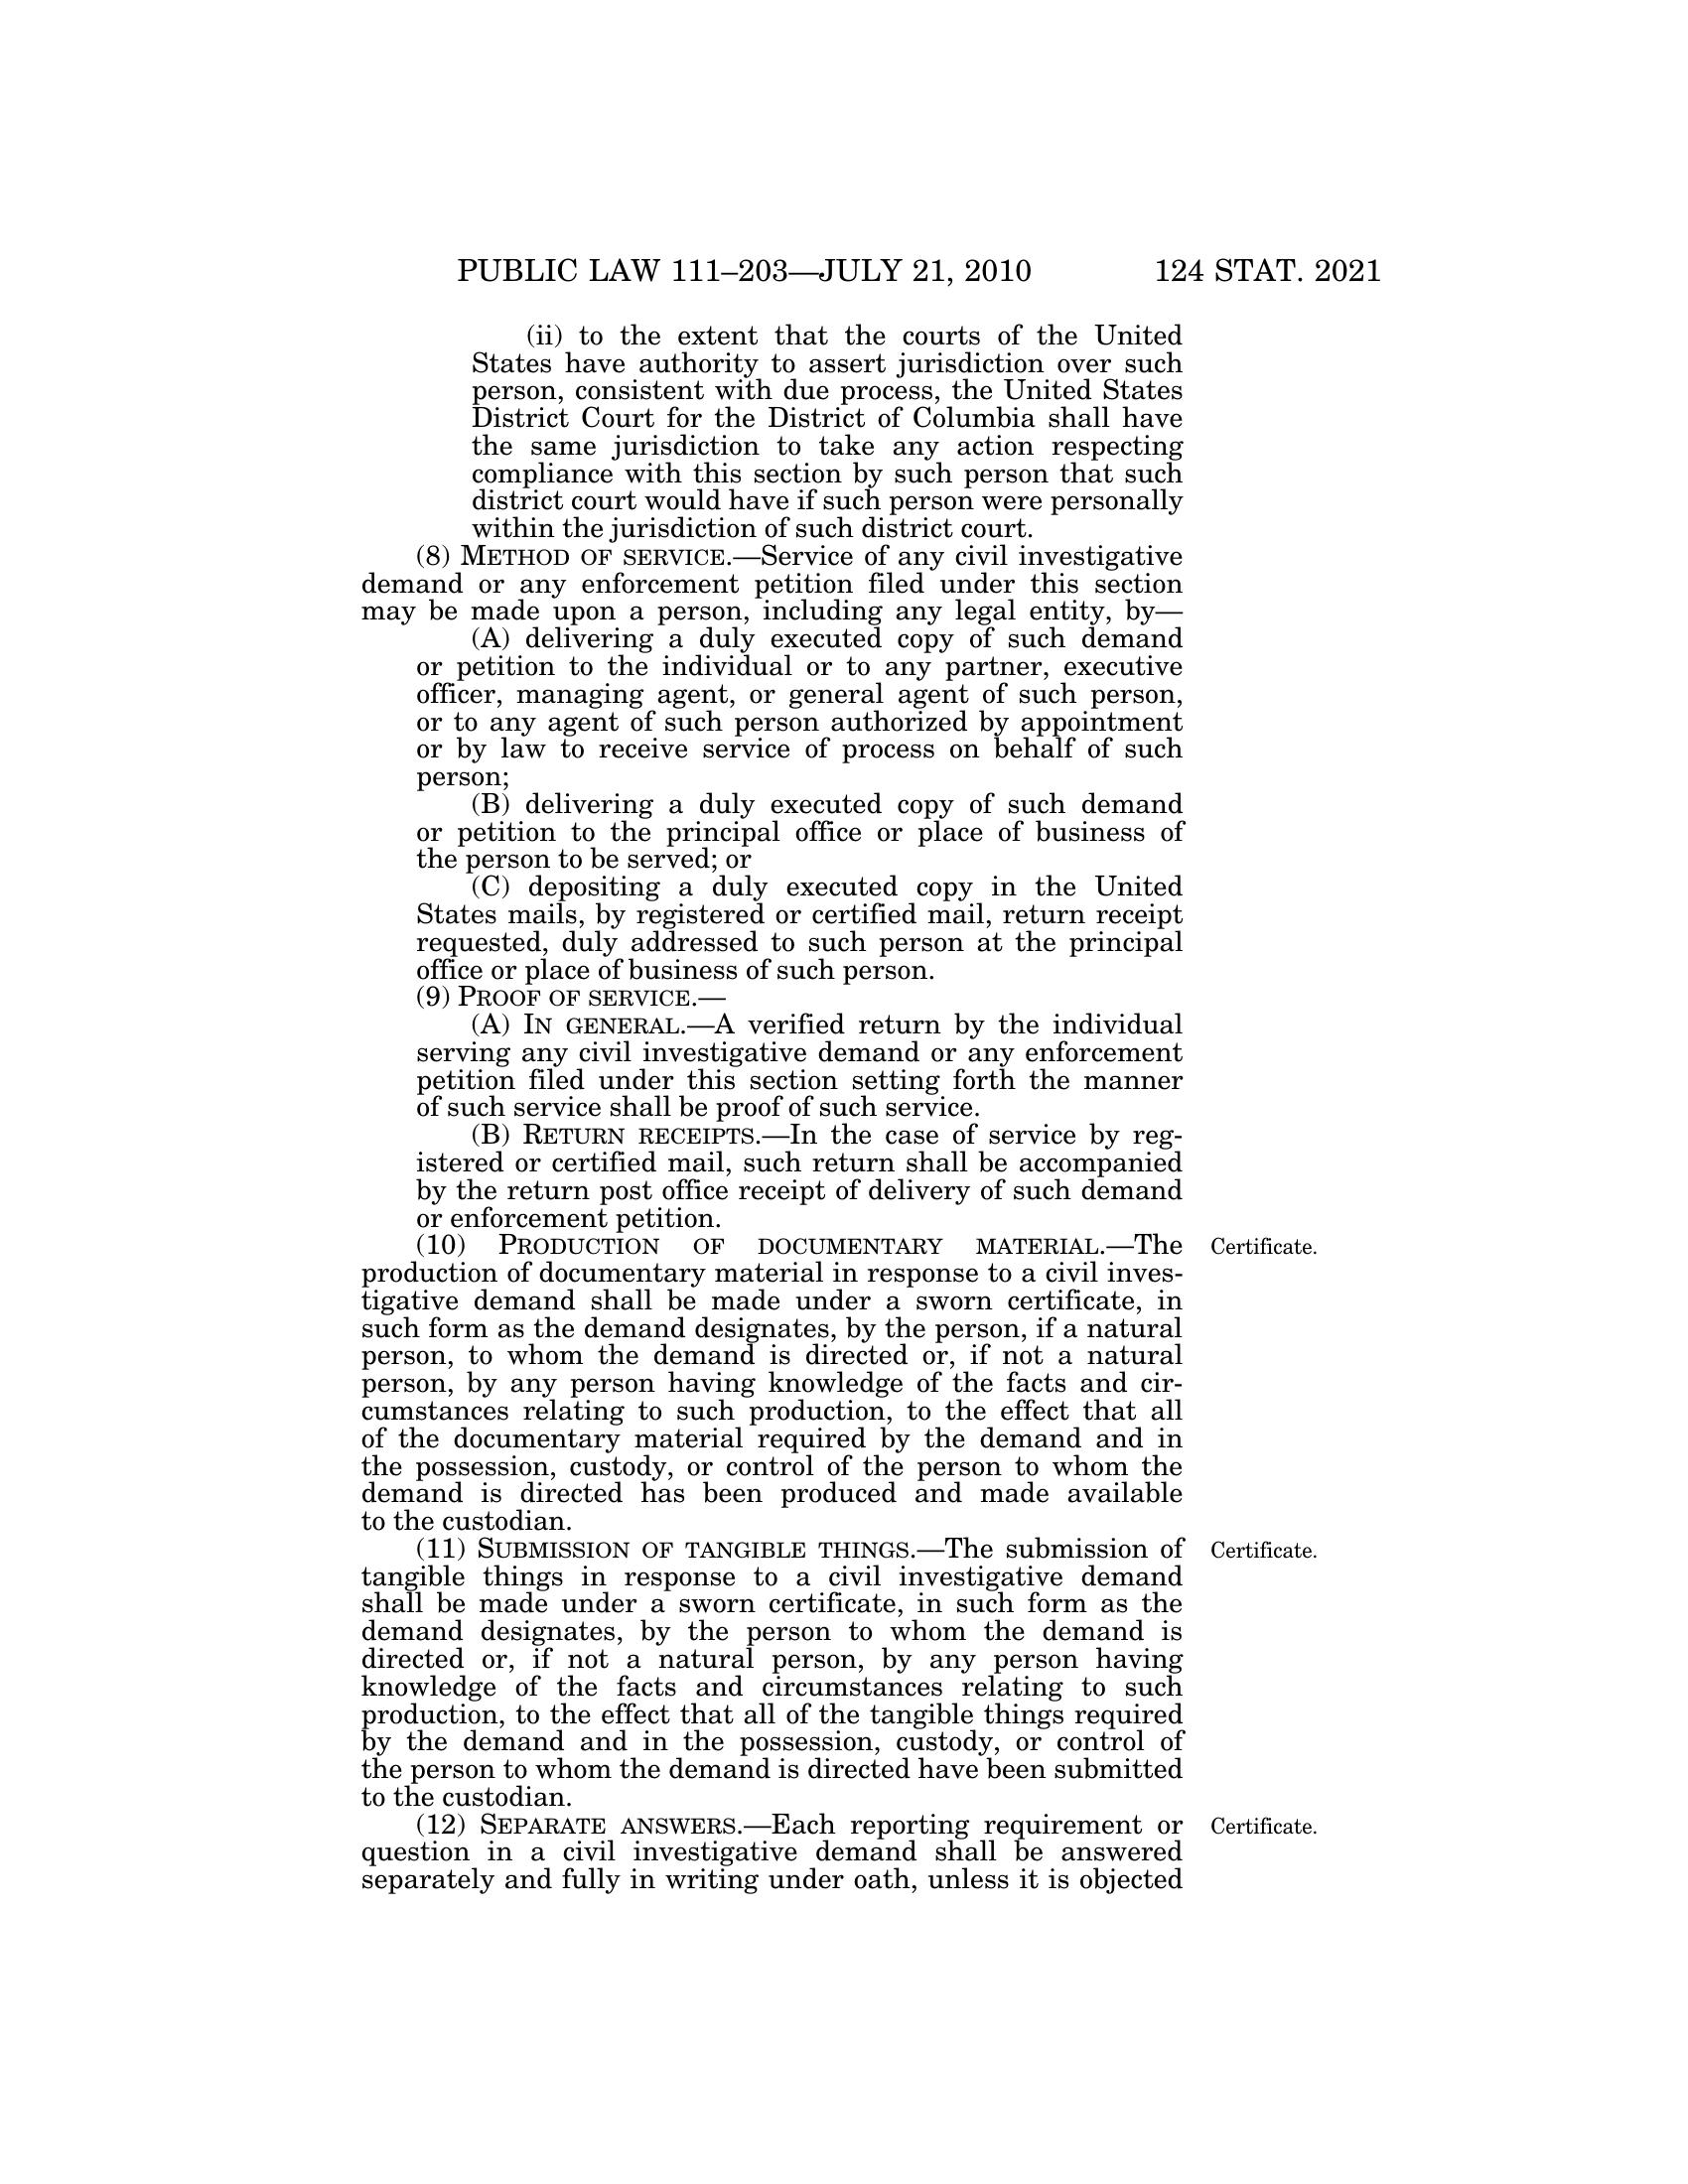 PUBLIC LAW 111–203—JULY 21, 2010 124 STAT. 2021
(ii) to the extent that the courts of the United
States have authority to assert jurisdiction over such
person, consistent with due process, the United States
District Court for the District of Columbia shall have
the same jurisdiction to take any action respecting
compliance with this section by such person that such
district court would have if such person were personally
within the jurisdiction of such district court.
(8) METHOD OF SERVICE.—Service of any civil investigative
demand or any enforcement petition filed under this section
may be made upon a person, including any legal entity, by—
(A) delivering a duly executed copy of such demand
or petition to the individual or to any partner, executive
officer, managing agent, or general agent of such person,
or to any agent of such person authorized by appointment
or by law to receive service of process on behalf of such
person;
(B) delivering a duly executed copy of such demand
or petition to the principal office or place of business of
the person to be served; or
(C) depositing a duly executed copy in the United
States mails, by registered or certified mail, return receipt
requested, duly addressed to such person at the principal
office or place of business of such person.
(9) PROOF OF SERVICE.—
(A) IN GENERAL.—A verified return by the individual
serving any civil investigative demand or any enforcement
petition filed under this section setting forth the manner
of such service shall be proof of such service.
(B) RETURN RECEIPTS.—In the case of service by reg-
istered or certified mail, such return shall be accompanied
by the return post office receipt of delivery of such demand
or enforcement petition.
(10) PRODUCTION OF DOCUMENTARY MATERIAL.—The Certificate.
production of documentary material in response to a civil inves-
tigative demand shall be made under a sworn certificate, in
such form as the demand designates, by the person, if a natural
person, to whom the demand is directed or, if not a natural
person, by any person having knowledge of the facts and cir-
cumstances relating to such production, to the effect that all
of the documentary material required by the demand and in
the possession, custody, or control of the person to whom the
demand is directed has been produced and made available
to the custodian.
(11) SUBMISSION OF TANGIBLE THINGS.—The submission of Certificate.
tangible things in response to a civil investigative demand
shall be made under a sworn certificate, in such form as the
demand designates, by the person to whom the demand is
directed or, if not a natural person, by any person having
knowledge of the facts and circumstances relating to such
production, to the effect that all of the tangible things required
by the demand and in the possession, custody, or control of
the person to whom the demand is directed have been submitted
to the custodian.
(12) SEPARATE ANSWERS.—Each reporting requirement or Certificate.
question in a civil investigative demand shall be answered
separately and fully in writing under oath, unless it is objected